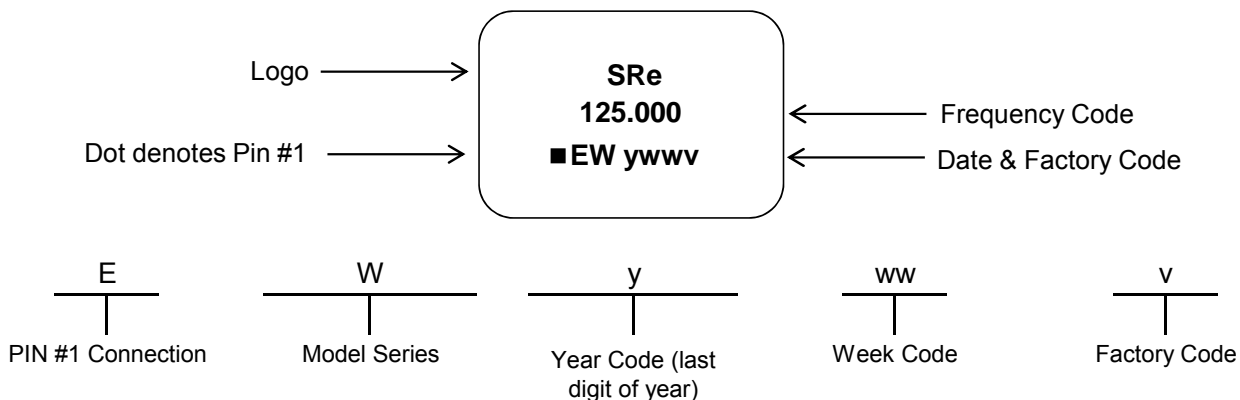 Logo
SRe
125.000
Frequency Code
Dot denotes Pin #1
■EW ywwv
Date & Factory Code
E
W
y
ww
v
PIN #1 Connection
Model Series
Year Code (last
digit of year)
Week Code
Factory Code